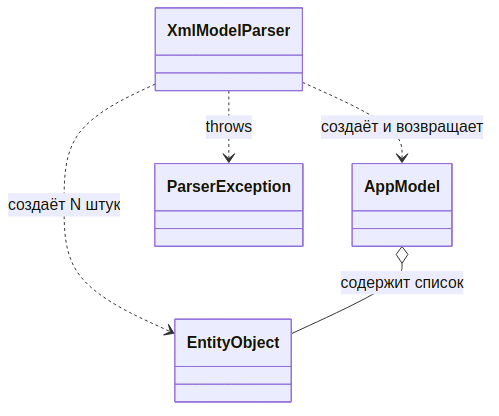 XmlModelParser
throws
создаёт и возвращает
ParserException
AppModel
создаёт N штук
содержит список
EntityObject